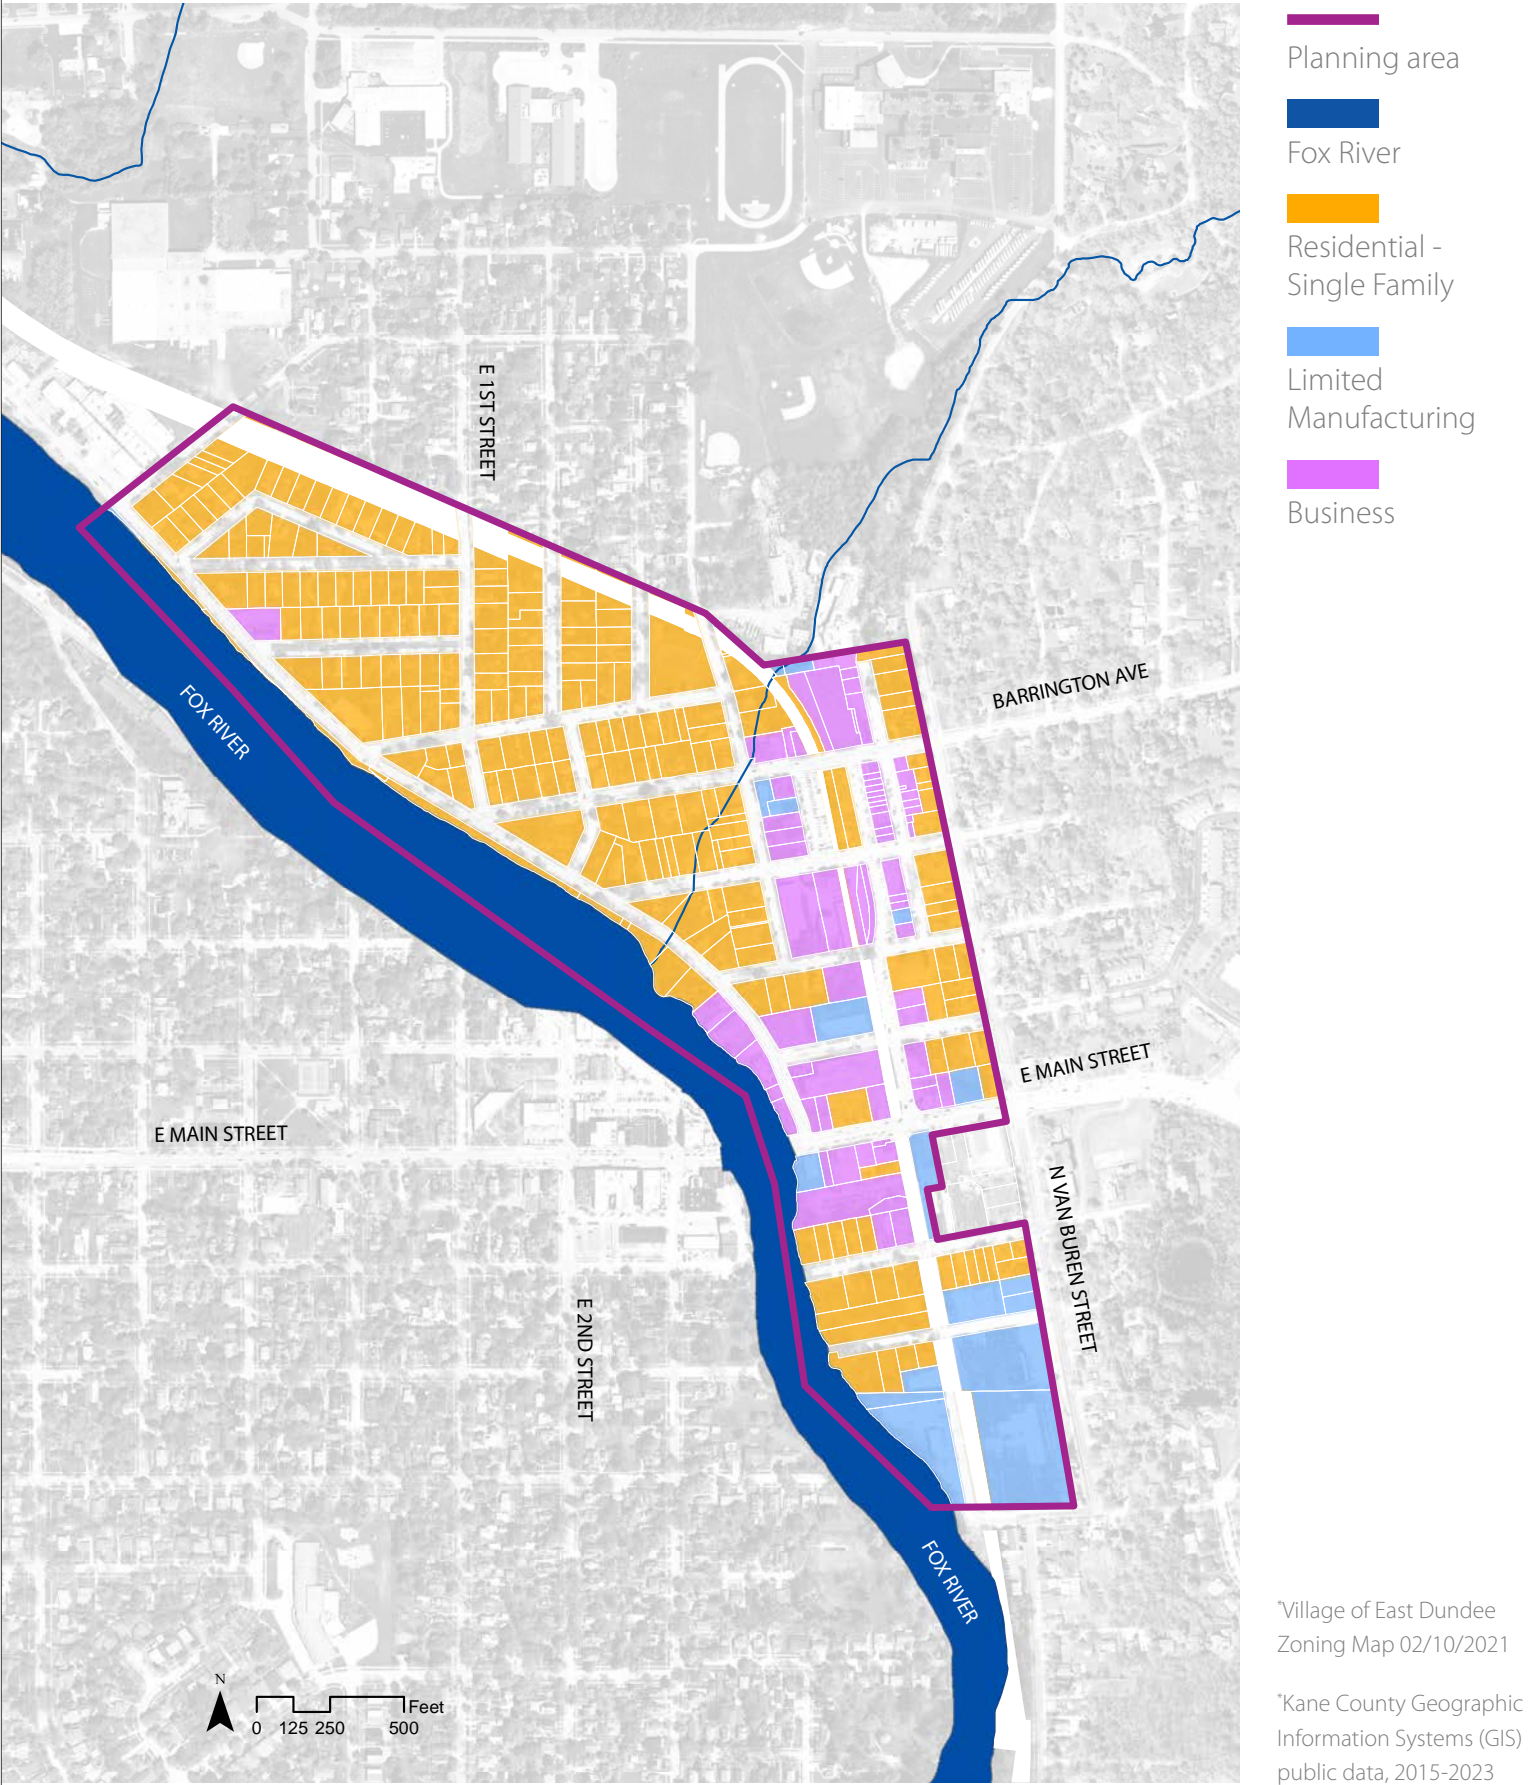 Planning area
Fox River
Residential -
Single Family
Limited
Manufacturing
Business
E 1ST STREET
BARRINGTON AVE
FOX RIVER
E MAIN STREET
E MAIN STREET
N VAN BUREN STREET
E 2ND STREET
FOX RIVER
N
Feet
0 125 250 500
*Village of East Dundee
Zoning Map 02/10/2021
*Kane County Geographic
Information Systems (GIS)
public data, 2015-2023